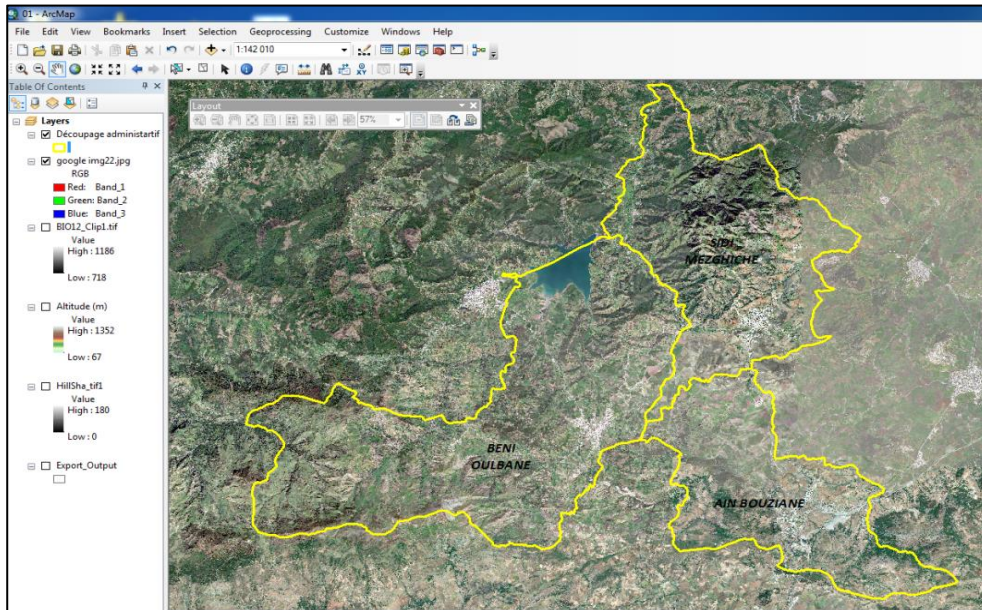 01 - ArcMap
File Edit View Bookmarks Insert Selection Geoprocessing Customize Windows Help
1:142 010
Table Of Contents
Layers
Découpage administartif
google img22.jpg
RGB
Red: Band_1
Green: Band_2
Blue: Band_3
BIO12_Clip1.tif
Value
High : 1186
Low : 718
Altitude (m)
Value
High : 1352
Low : 67
HillSha_tif1
Value
High : 180
Low : 0
Export_Output
Layout
57%
SIDI
MEZGHICHE
BENI
OULBANE
AIN BOUZIANE